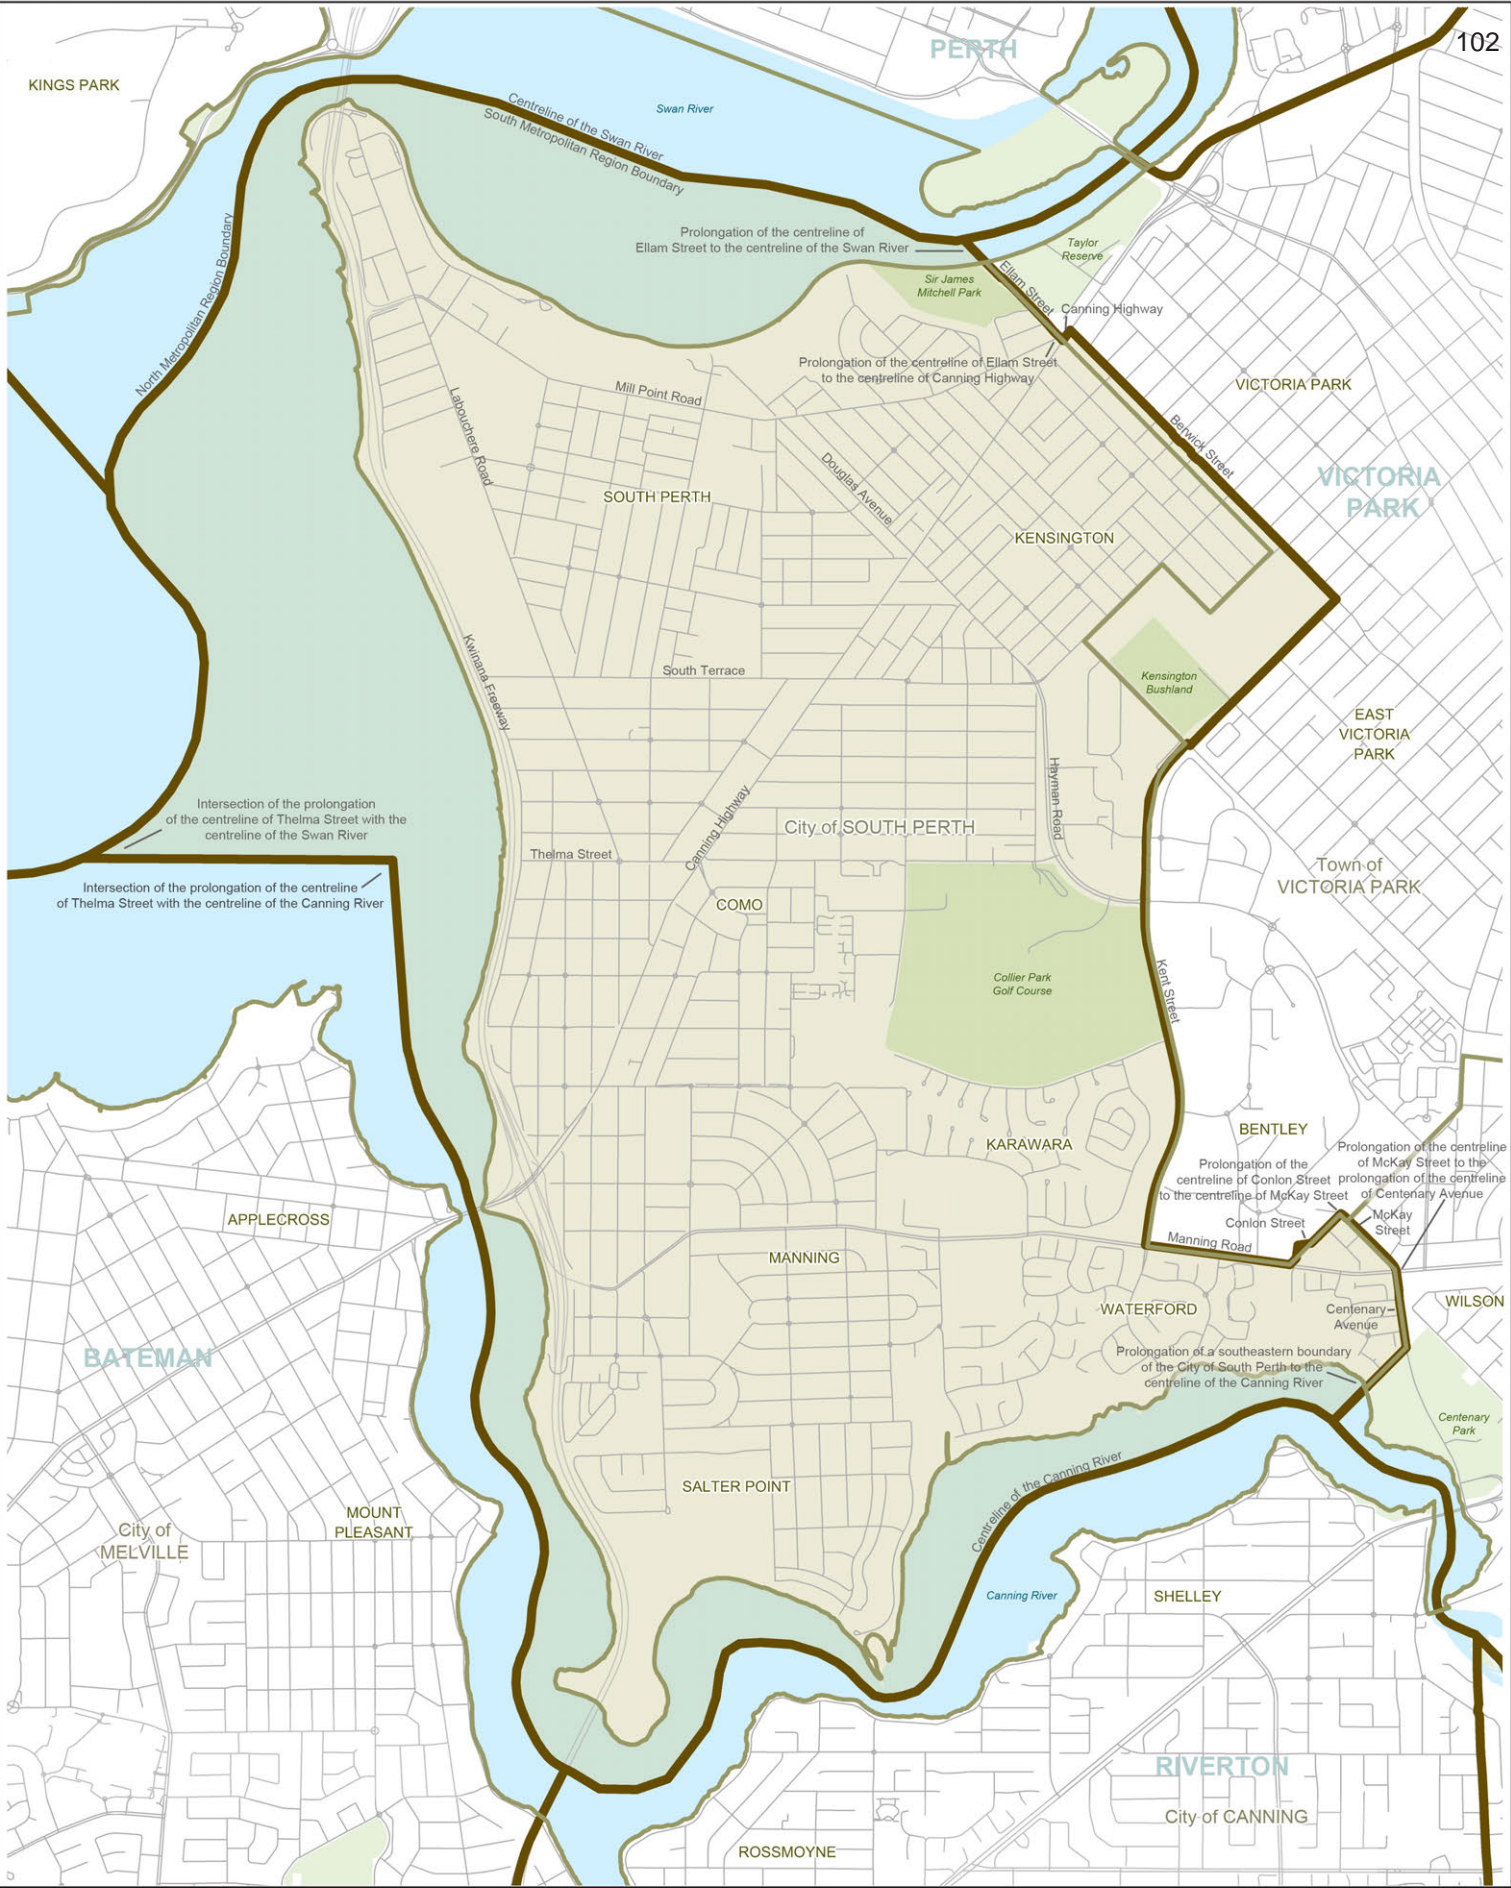 102
PERTH
KINGS PARK
Swan River
Centreline of the Swan River
South Metropolitan Region Boundary
North Metropolitan Region Boundary
Prolongation of the centreline of
Ellam Street to the centreline of the Swan River
Taylor
Reserve
Sir James
Mitchell Park
Ellam Street
Canning Highway
Prolongation of the centreline of Ellam Street
to the centreline of Canning Highway
VICTORIA PARK
Mill Point Road
Labouchere Road
Berwick Street
Douglas Avenue
VICTORIA
PARK
SOUTH PERTH
KENSINGTON
Kwinana Freeway
South Terrace
Kensington
Bushland
EAST
VICTORIA
PARK
Hayman Road
Intersection of the prolongation
of the centreline of Thelma Street with the
centreline of the Swan River
Canning Highway
City of SOUTH PERTH
Thelma Street
Town of
VICTORIA PARK
Intersection of the prolongation of the centreline
of Thelma Street with the centreline of the Canning River
COMO
Collier Park
Golf Course
Kent Street
KARAWARA
BENTLEY
Prolongation of the centreline
of McKay Street to the
prolongation of the centreline
of Centenary Avenue
Prolongation of the
centreline of Conlon Street
to the centreline of McKay Street
McKay
Street
Conlon Street
APPLECROSS
Manning Road
MANNING
WATERFORD
Centenary
Avenue
WILSON
BATEMAN
Prolongation of a southeastern boundary
of the City of South Perth to the
centreline of the Canning River
Centenary
Park
Centreline of the Canning River
SALTER POINT
MOUNT
PLEASANT
City of
MELVILLE
Canning River
SHELLEY
RIVERTON
City of CANNING
ROSSMOYNE